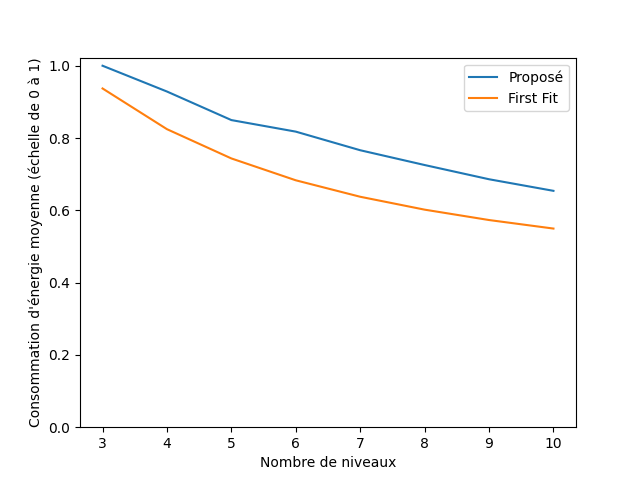 Consommation d'énergie moyenne (échelle de 0 à 1)
1.0
0.8
0.6
0.4
0.2
0.0
Proposé
First Fit
3 4 5 6 7 8 9 10
Nombre de niveaux